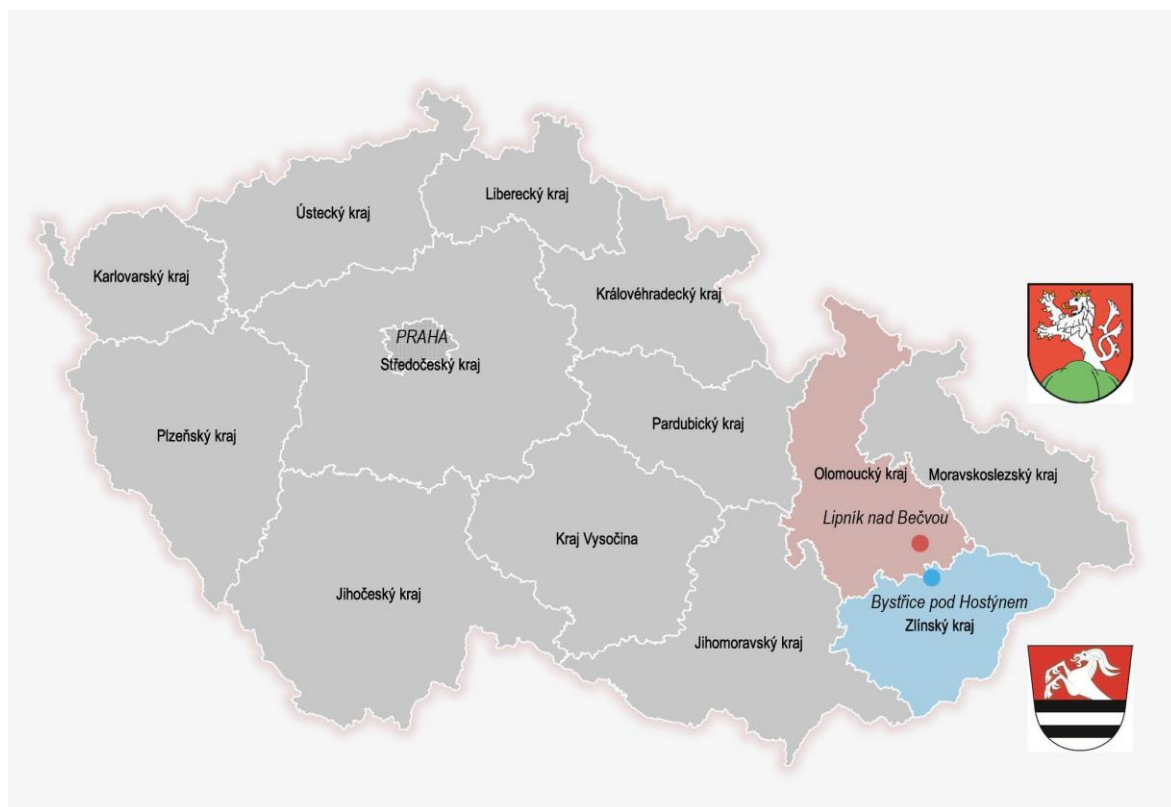 Liberecký kraj
Ústecký kraj
Karlovarský kraj
Královéhradecký kraj
PRAHA
Středočeský kraj
Pardubický kraj
Plzeňský kraj
Olomoucký kraj
Moravskoslezský kraj
Lipník nad Bečvou
Kraj Vysočina
Jihočeský kraj
Bystřice pod Hostýnem
Zlínský kraj
Jihomoravský kraj